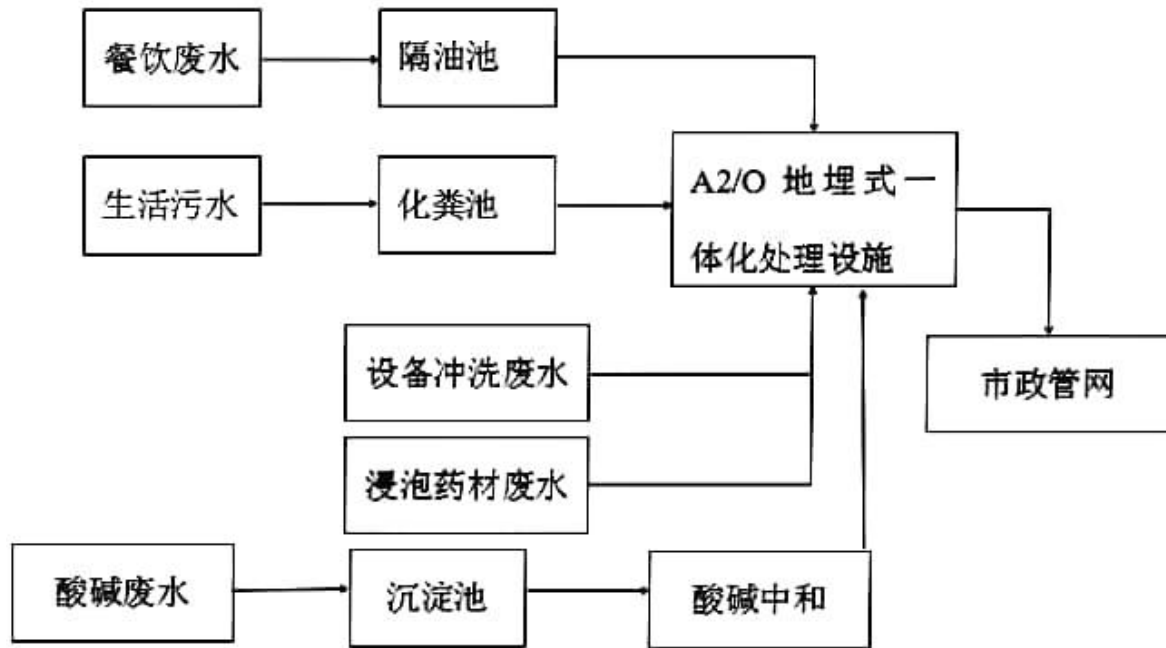 餐饮废水
隔油池
生活污水
化粪池
A2/O 地埋式一
体化处理设施
设备冲洗废水
市政管网
浸泡药材废水
酸碱废水
沉淀池
酸碱中和